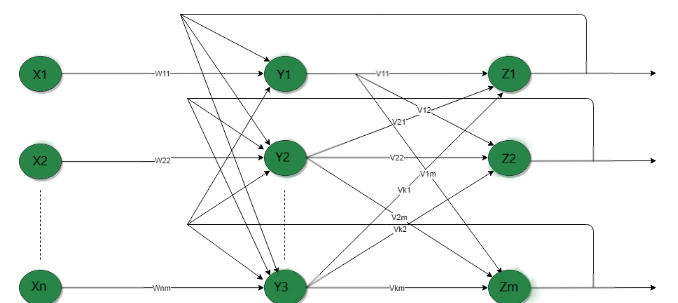 X1 W11 Y1 V11 Z1
V12
V21
X2 W22 Y2 V22 Z2
V1m
Vk1
V2m
Vk2
Xn Wnm Y3 Vkm Zm